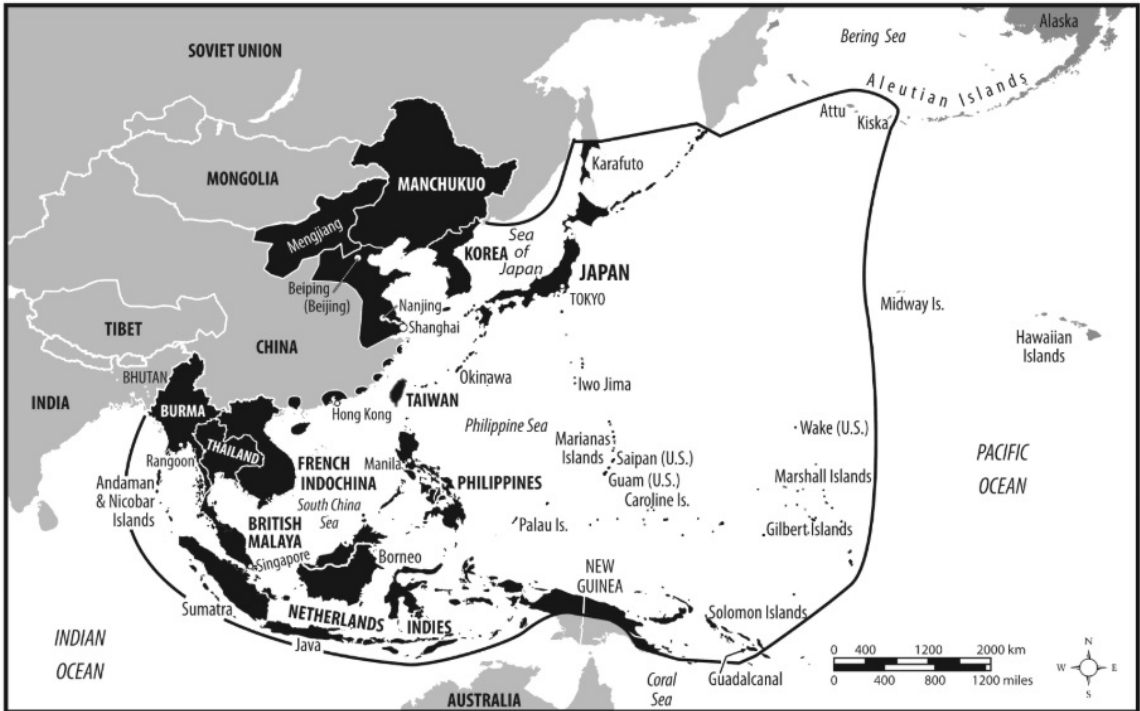 SOVIET UNION
Bering Sea
Alaska
Aleutian Islands
Attu
Kiska
MONGOLIA
MANCHUKUO
Mengjiang
Karafuto
Sea
of
Japan
KOREA
JAPAN
TOKYO
Beiping
(Beijing)
Nanjing
Shanghai
Midway Is.
Hawaiian
Islands
TIBET
CHINA
BHUTAN
INDIA
BURMA
Okinawa
Iwo Jima
TAIWAN
Hong Kong
Philippine Sea
Wake (U.S.)
THAILAND
Rangoon
FRENCH
INDOCHINA
Manila
Marianas
Islands
Saipan (U.S.)
Guam (U.S.)
Caroline Is.
PACIFIC
OCEAN
Marshall Islands
Andaman
& Nicobar
Islands
PHILIPPINES
South China
Sea
Palau Is.
Gilbert Islands
BRITISH
MALAYA
Singapore
Borneo
NEW
GUINEA
Sumatra
NETHERLANDS
INDIES
Solomon Islands
Java
INDIAN
OCEAN
Guadalcanal
Coral
Sea
AUSTRALIA
0 400 1200 2000 km
0 400 800 1200 miles
N
W E
S